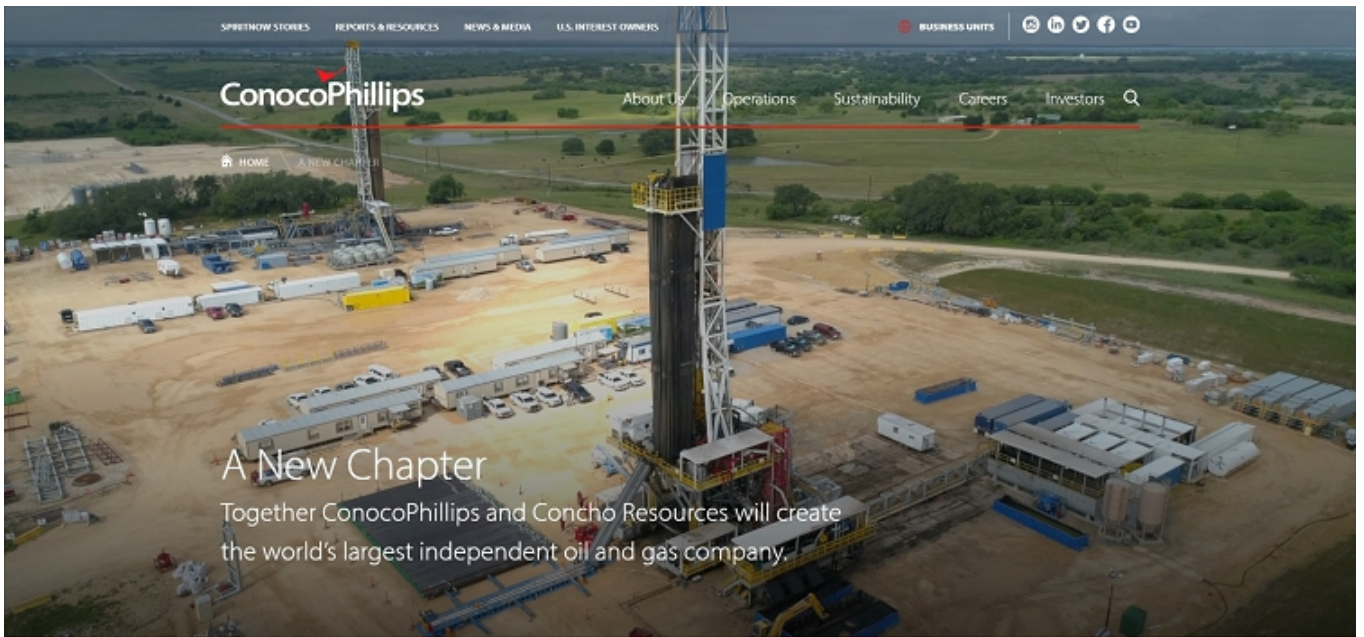 SPIRITNOW STORIES REPORTS & RESOURCES NEWS & MEDIA U.S. INTEREST OWNERS BUSINESS UNITS
ConocoPhillips
About Us Operations Sustainability Careers Investors
HOME A NEW CHAPTER
A New Chapter
Together ConocoPhillips and Concho Resources will create
the world's largest independent oil and gas company.